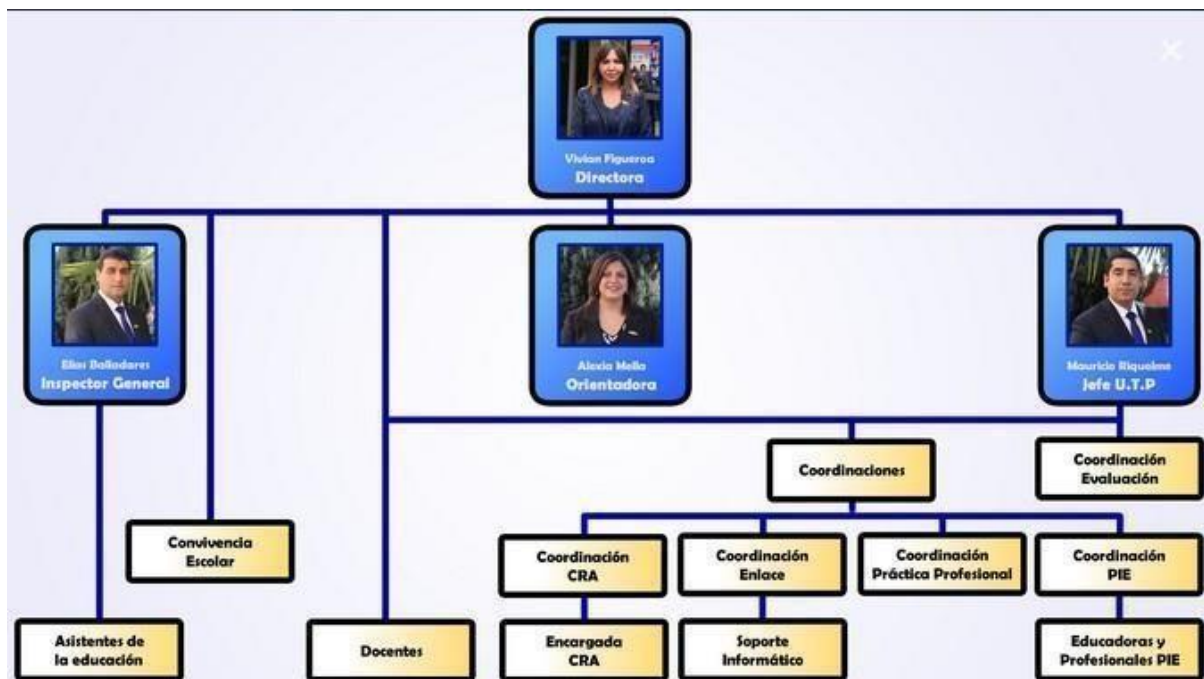 Vivian Figueroa
Directora
Elias Balladares
Inspector General
Alexia Mella
Orientadora
Mauricio Riquelme
Jefe U.T.P
Coordinaciones
Coordinación
Evaluación
Convivencia
Escolar
Coordinación
CRA
Coordinación
Enlace
Coordinación
Práctica Profesional
Coordinación
PIE
Asistentes de
la educación
Docentes
Encargada
CRA
Soporte
Informático
Educadoras y
Profesionales PIE